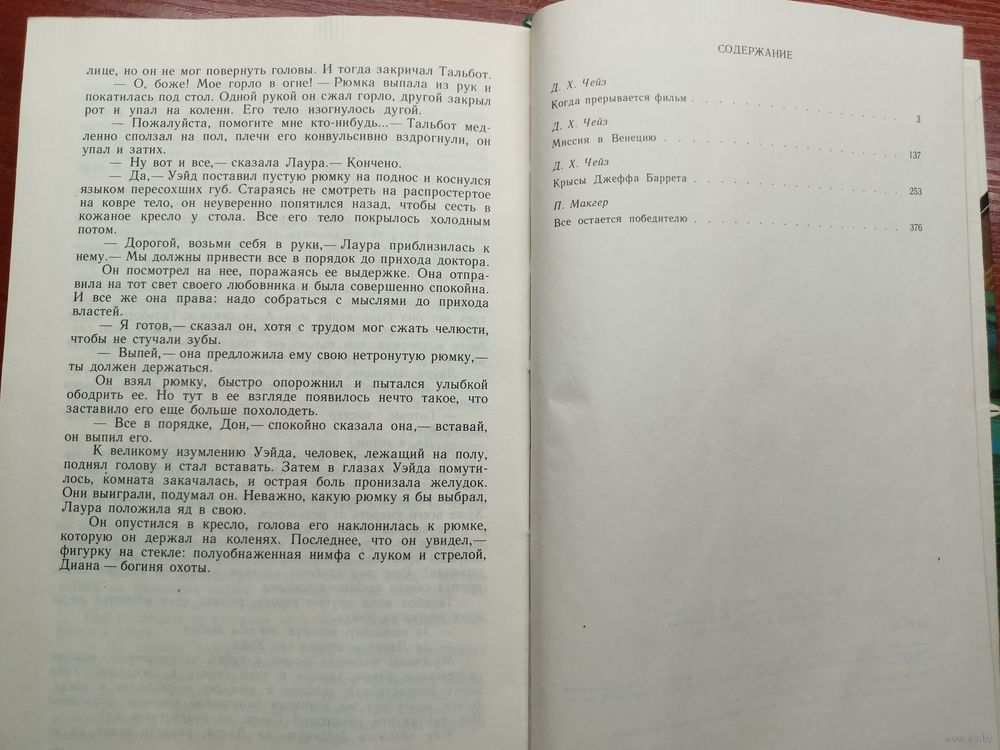 лице, но он не мог повернуть головы. И тогда закричал Тальбот.
— О, боже! Мое горло в огне! — Рюмка выпала из рук и
покатилась под стол. Одной рукой он сжал горло, другой закрыл
рот и упал на колени. Его тело изогнулось дугой.
— Пожалуйста, помогите мне кто-нибудь...— Тальбот мед-
ленно сползал на пол, плечи его конвульсивно вздрогнули, он
упал и затих.
— Ну вот и все,— сказала Лаура.— Кончено.
— Да,— Уэйд поставил пустую рюмку на поднос и коснулся
языком пересохших губ. Стараясь не смотреть на распростертое
на ковре тело, он неуверенно попятился назад, чтобы сесть в
кожаное кресло у стола. Все его тело покрылось холодным
потом.
— Дорогой, возьми себя в руки,— Лаура приблизилась к
нему.— Мы должны привести все в порядок до прихода доктора.
Он посмотрел на нее, поражаясь ее выдержке. Она отпра-
вила на тот свет своего любовника и была совершенно спокойна.
И все же она права: надо собраться с мыслями до прихода
властей.
— Я готов,— сказал он, хотя с трудом мог сжать челюсти,
чтобы не стучали зубы.
— Выпей,— она предложила ему свою нетронутую рюмку,—
ты должен держаться.
Он взял рюмку, быстро опорожнил и пытался улыбкой
ободрить ее. Но тут в ее взгляде появилось нечто такое, что
заставило его еще больше похолодеть.
— Все в порядке, Дон,— спокойно сказала она,— вставай,
он выпил его.
К великому изумлению Уэйда, человек, лежащий на полу,
поднял голову и стал вставать. Затем в глазах Уэйда помути-
лось, комната закачалась, и острая боль пронизала желудок.
Они выиграли, подумал он. Неважно, какую рюмку я бы выбрал,
Лаура положила яд в свою.
Он опустился в кресло, голова его наклонилась к рюмке,
которую он держал на коленях. Последнее, что он увидел,—
фигурку на стекле: полуобнаженная нимфа с луком и стрелой,
Диана — богиня охоты.
СОДЕРЖАНИЕ
Д. Х. Чейз
Когда прерывается фильм . . . . . . . . . . . . . . 3
Д. Х. Чейз
Миссия в Венецию . . . . . . . . . . . . . . . . 137
Д. Х. Чейз
Крысы Джеффа Баррета . . . . . . . . . . . . . . 253
П. Макгер
Все остается победителю . . . . . . . . . . . . . . 376
www.ay.by